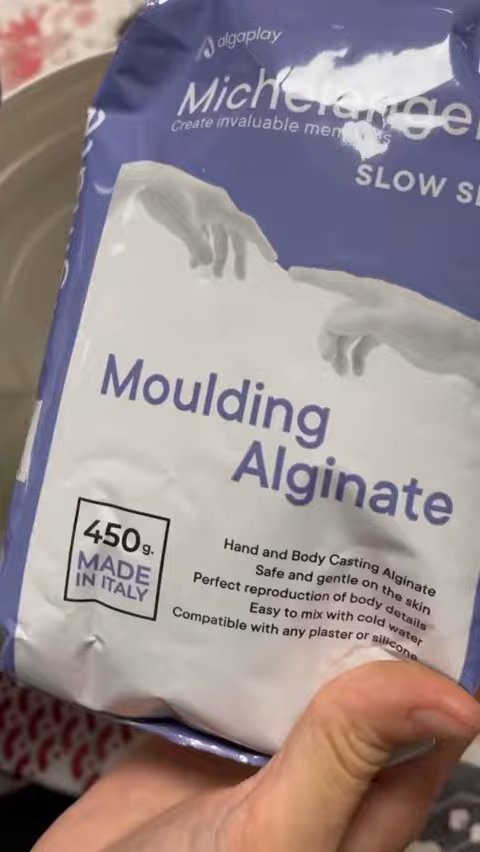 algaplay
Create invaluable
SLOW
Moulding
Alginate
450g.
MADE
IN ITALY
Hand and Body Casting Alginate
Safe and gentle on the skin
Perfect reproduction of body details
Easy to mix with cold water
Compatible with any plaster or silicone